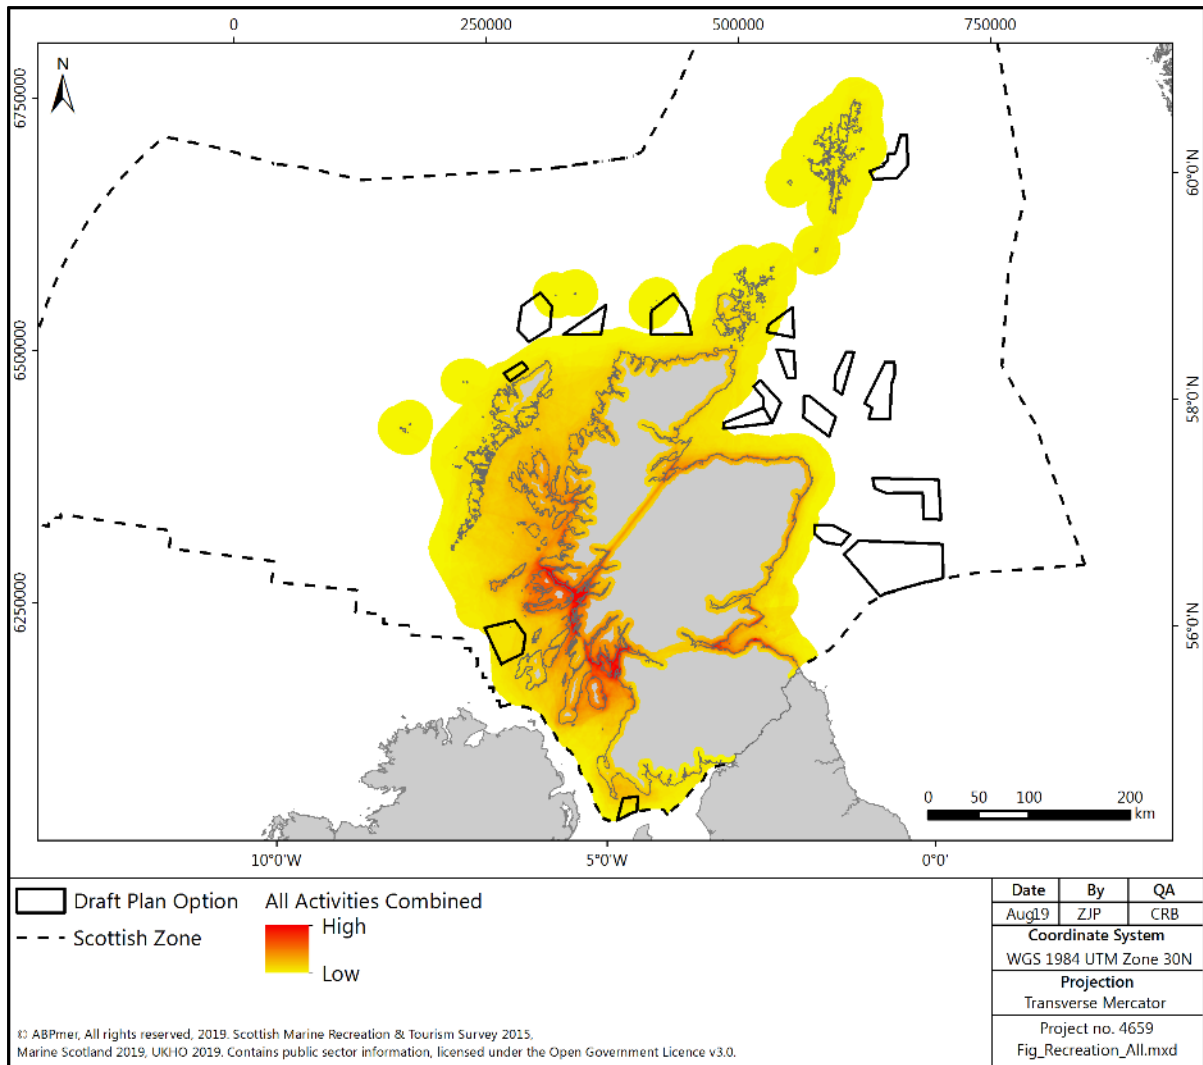 0 250000 500000 750000
N
6750000
6500000
6250000
60°0'N
58°0'N
56°0'N
0 50 100 200
km
10°0'W 5°0'W 0°0'
Draft Plan Option
Scottish Zone
All Activities Combined
High
Low
Date By QA
Aug19 ZJP CRB
Coordinate System
WGS 1984 UTM Zone 30N
Projection
Transverse Mercator
Project no. 4659
Fig_Recreation_All.mxd
© ABPmer, All rights reserved, 2019. Scottish Marine Recreation & Tourism Survey 2015,
Marine Scotland 2019, UKHO 2019. Contains public sector information, licensed under the Open Government Licence v3.0.